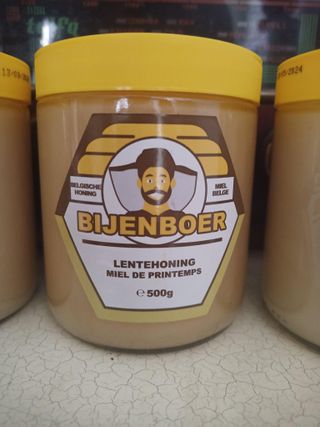 BELGISCHE
HONING
MIEL
BELGE
BIJENBOER
LENTEHONING
MIEL DE PRINTEMPS
℮ 500g